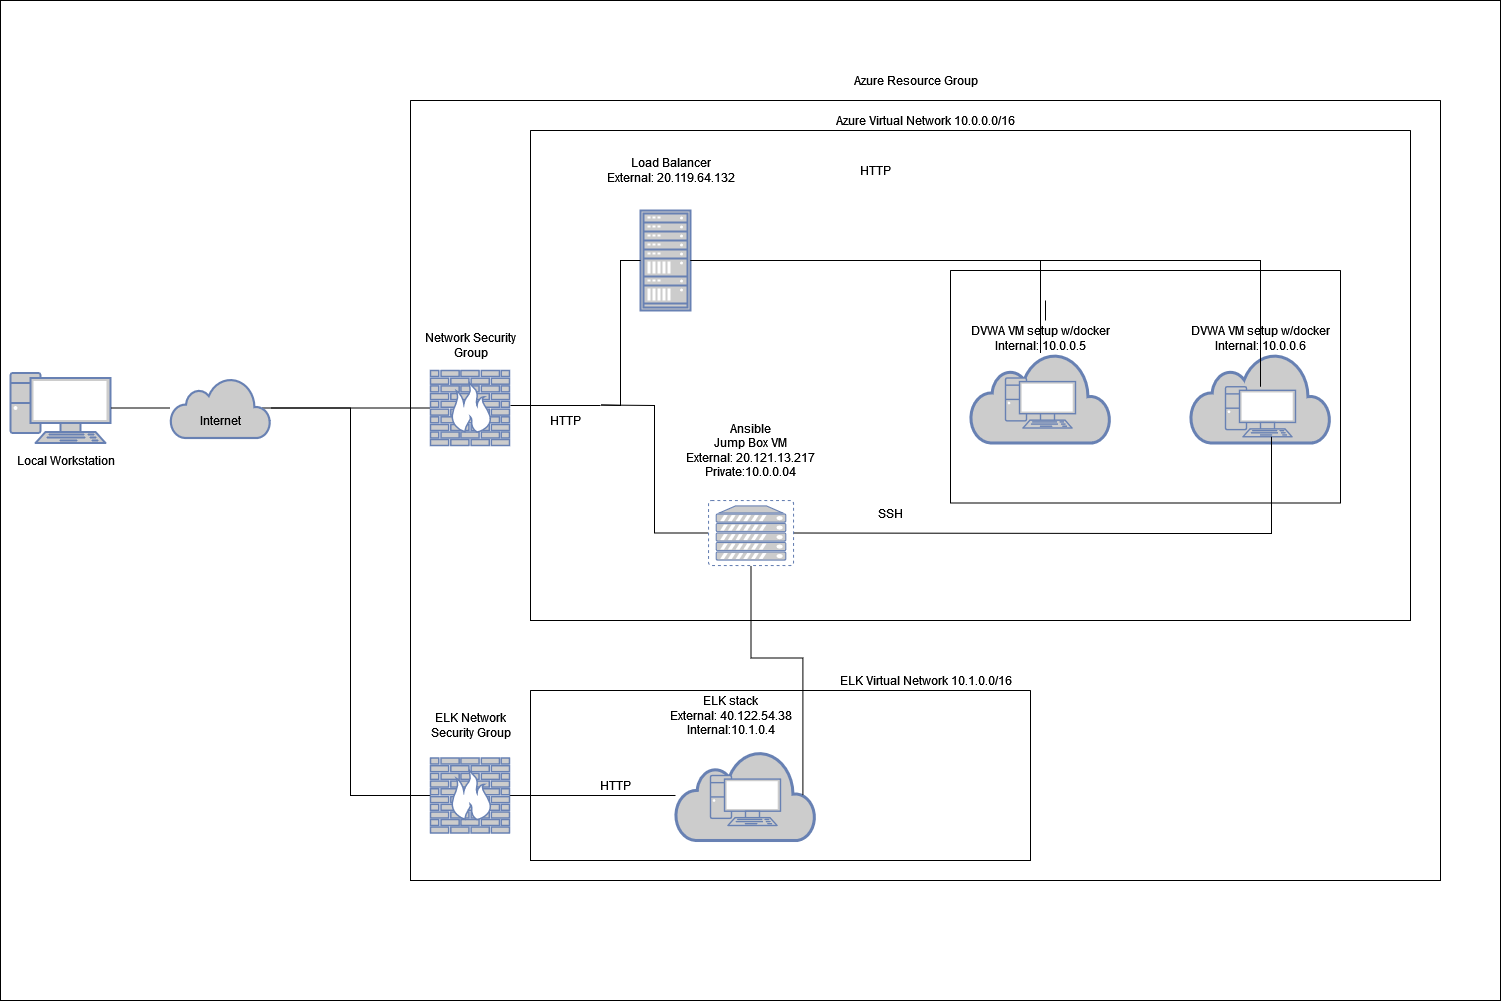 Azure Resource Group
Azure Virtual Network 10.0.0.0/16
Load Balancer
External: 20.119.64.132
HTTP
Network Security
Group
DVWA VM setup w/docker
Internal: 10.0.0.5
DVWA VM setup w/docker
Internal: 10.0.0.6
Internet
Local Workstation
HTTP
Ansible
Jump Box VM
External: 20.121.13.217
Private:10.0.0.04
SSH
ELK Virtual Network 10.1.0.0/16
ELK Network
Security Group
ELK stack
External: 40.122.54.38
Internal:10.1.0.4
HTTP